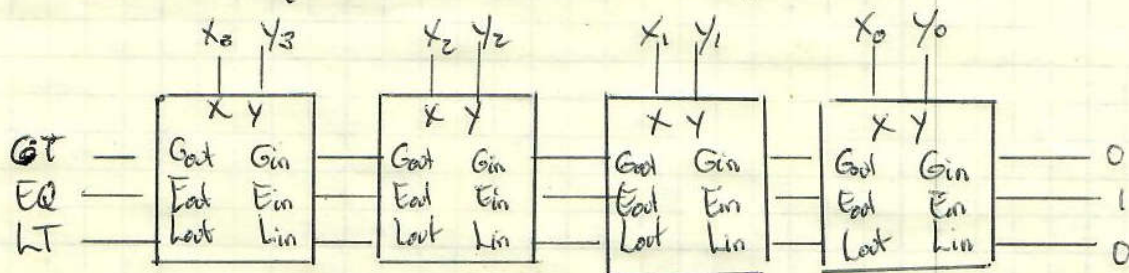 X3 Y3 X2 Y2 X1 Y1 X0 Y0
X Y X Y X Y X Y
GT Gout Gin Gout Gin Gout Gin Gout Gin 0
EQ Eout Ein Eout Ein Eout Ein Eout Ein 1
LT Lout Lin Lout Lin Lout Lin Lout Lin 0